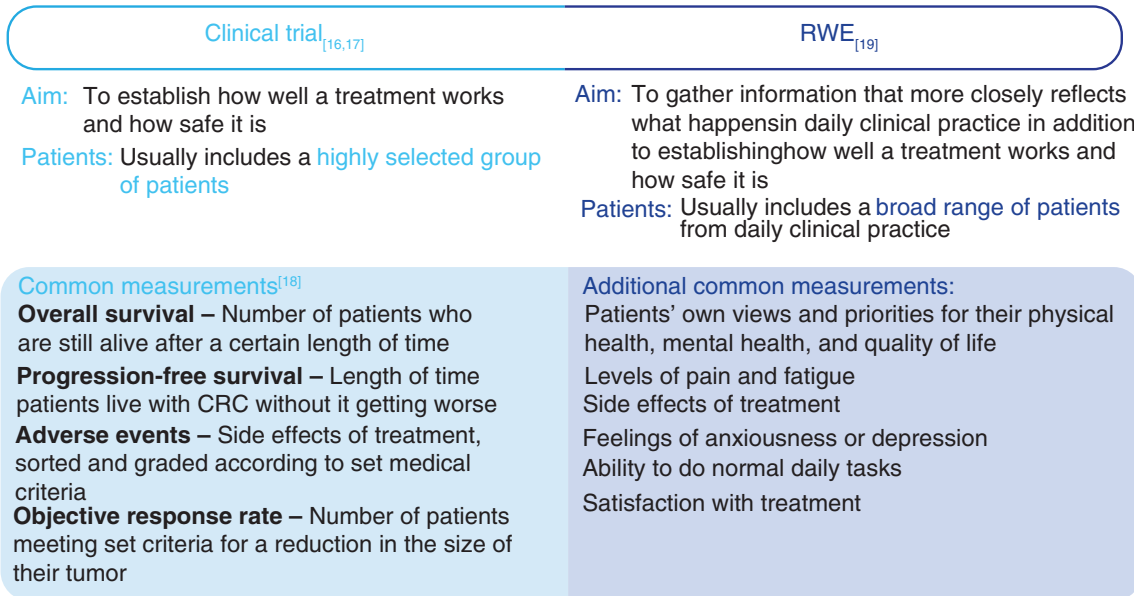 Clinical trial[16,17]
Aim: To establish how well a treatment works
and how safe it is
Patients: Usually includes a highly selected group
of patients
Common measurements[18]
Overall survival – Number of patients who
are still alive after a certain length of time
Progression-free survival – Length of time
patients live with CRC without it getting worse
Adverse events – Side effects of treatment,
sorted and graded according to set medical
criteria
Objective response rate – Number of patients
meeting set criteria for a reduction in the size of
their tumor
RWE[19]
Aim: To gather information that more closely reflects
what happensin daily clinical practice in addition
to establishinghow well a treatment works and
how safe it is
Patients: Usually includes a broad range of patients
from daily clinical practice
Additional common measurements:
Patients’ own views and priorities for their physical
health, mental health, and quality of life
Levels of pain and fatigue
Side effects of treatment
Feelings of anxiousness or depression
Ability to do normal daily tasks
Satisfaction with treatment